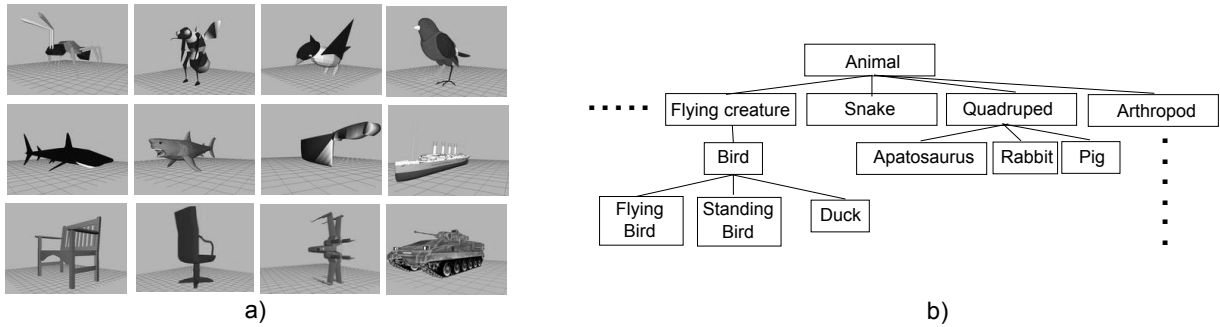 Animal
Flying creature
Snake
Quadruped
Arthropod
Bird
Apatosaurus
Rabbit
Pig
Flying
Bird
Standing
Bird
Duck
a)
b)